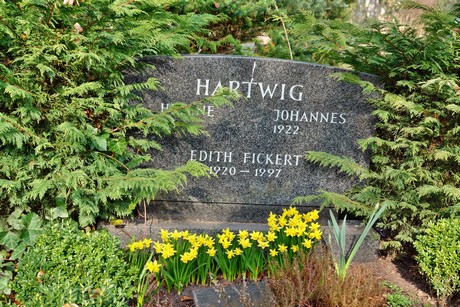 HARTWIG
JOHANNES
1922
EDITH FICKERT
1920 – 1997